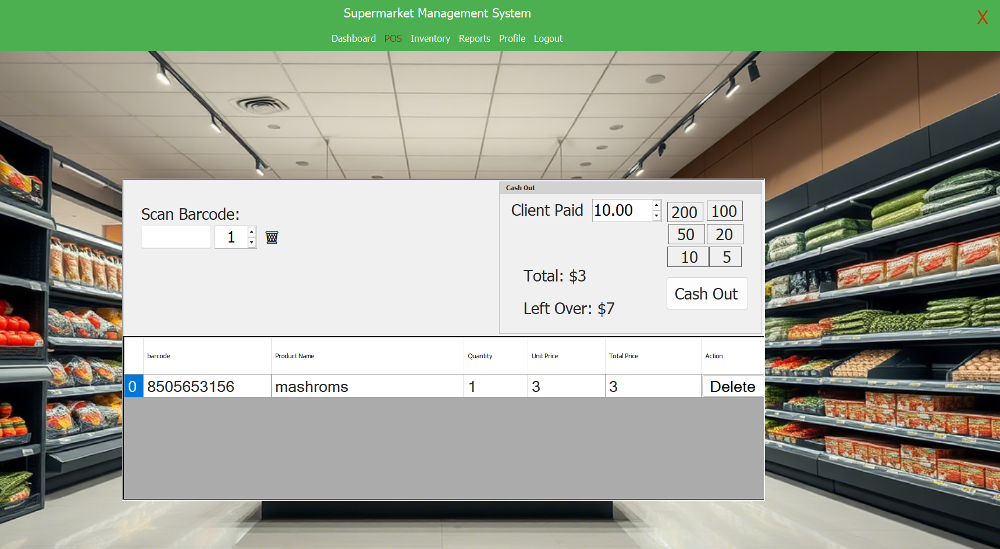 Supermarket Management System
X
Dashboard POS Inventory Reports Profile Logout
Cash Out
Scan Barcode:
1
Client Paid 10.00
200 100
50 20
10 5
Total: $3
Cash Out
Left Over: $7
barcode Product Name Quantity Unit Price Total Price Action
0 8505653156 mashroms 1 3 3 Delete